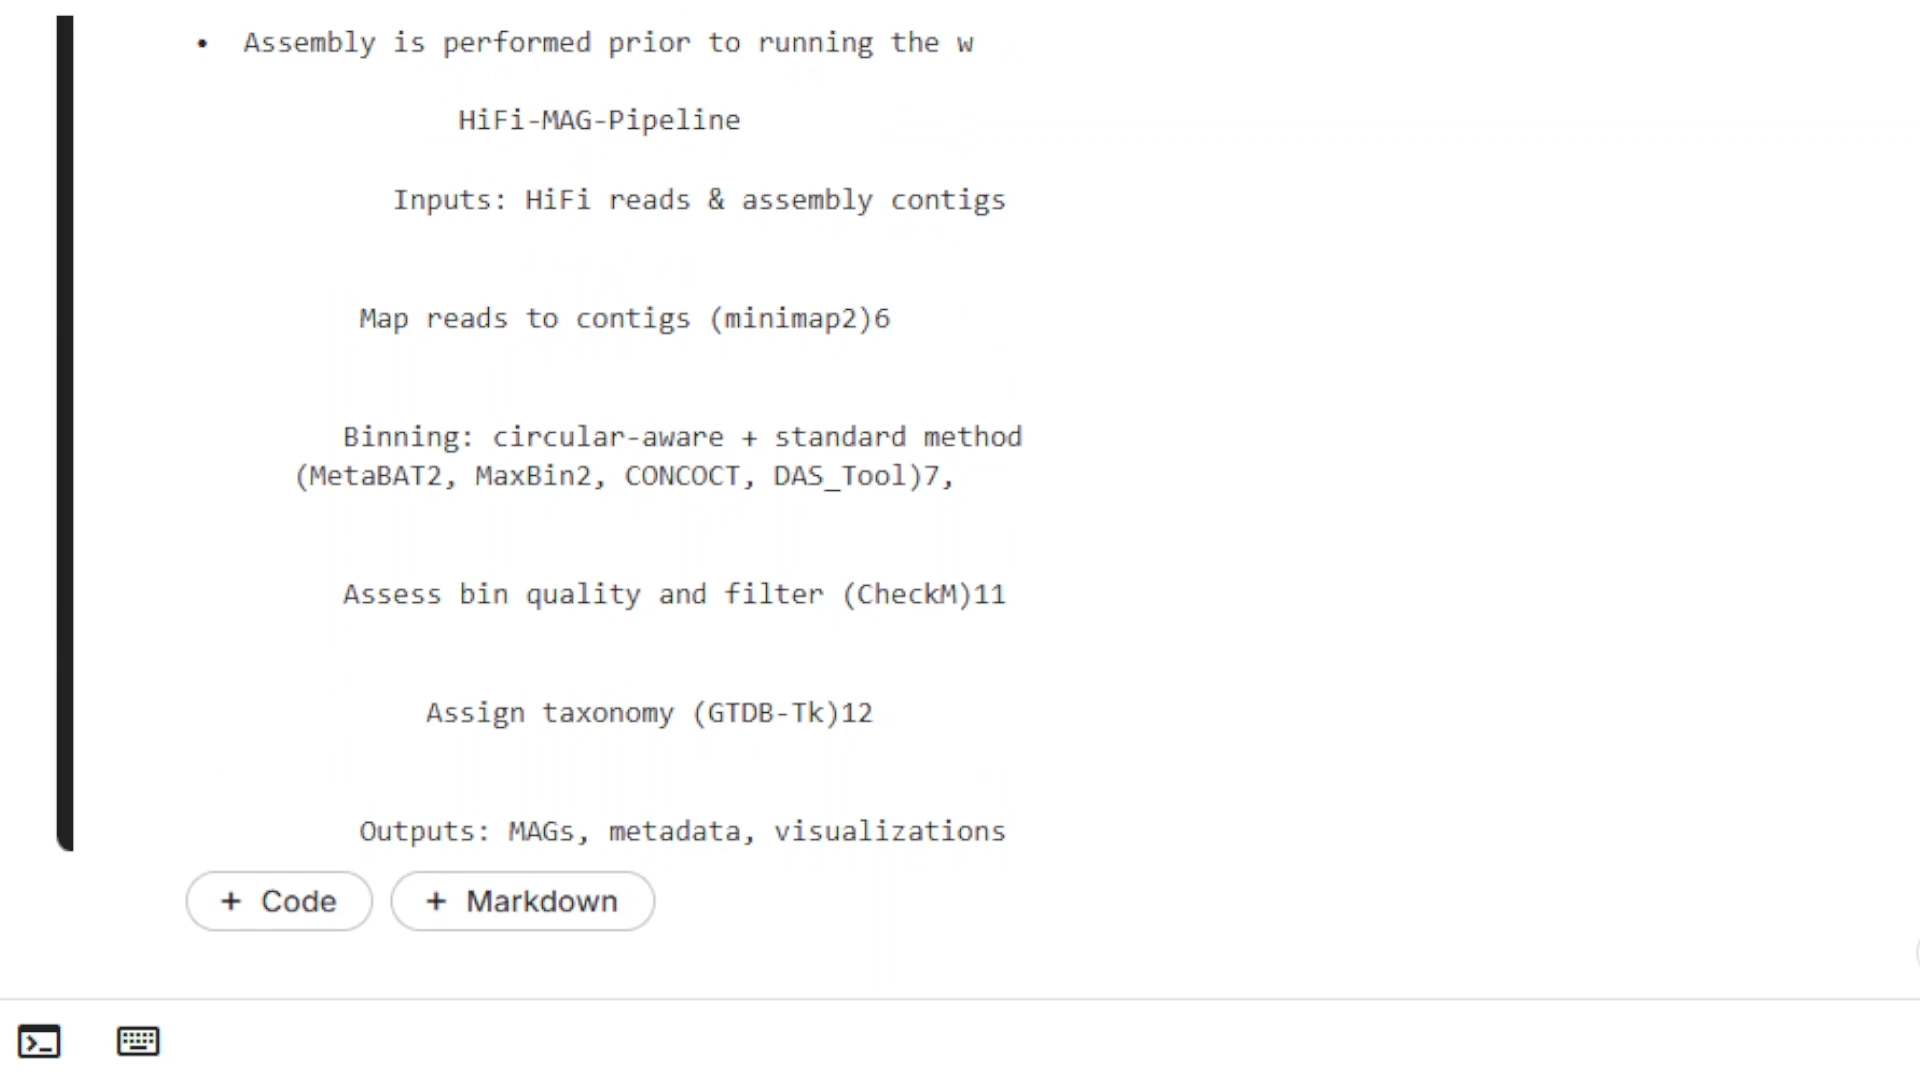 • Assembly is performed prior to running the w
HiFi-MAG-Pipeline
Inputs: HiFi reads & assembly contigs
Map reads to contigs (minimap2)6
Binning: circular-aware + standard method
(MetaBAT2, MaxBin2, CONCOCT, DAS_Tool)7,
Assess bin quality and filter (CheckM)11
Assign taxonomy (GTDB-Tk)12
Outputs: MAGs, metadata, visualizations
+ Code + Markdown